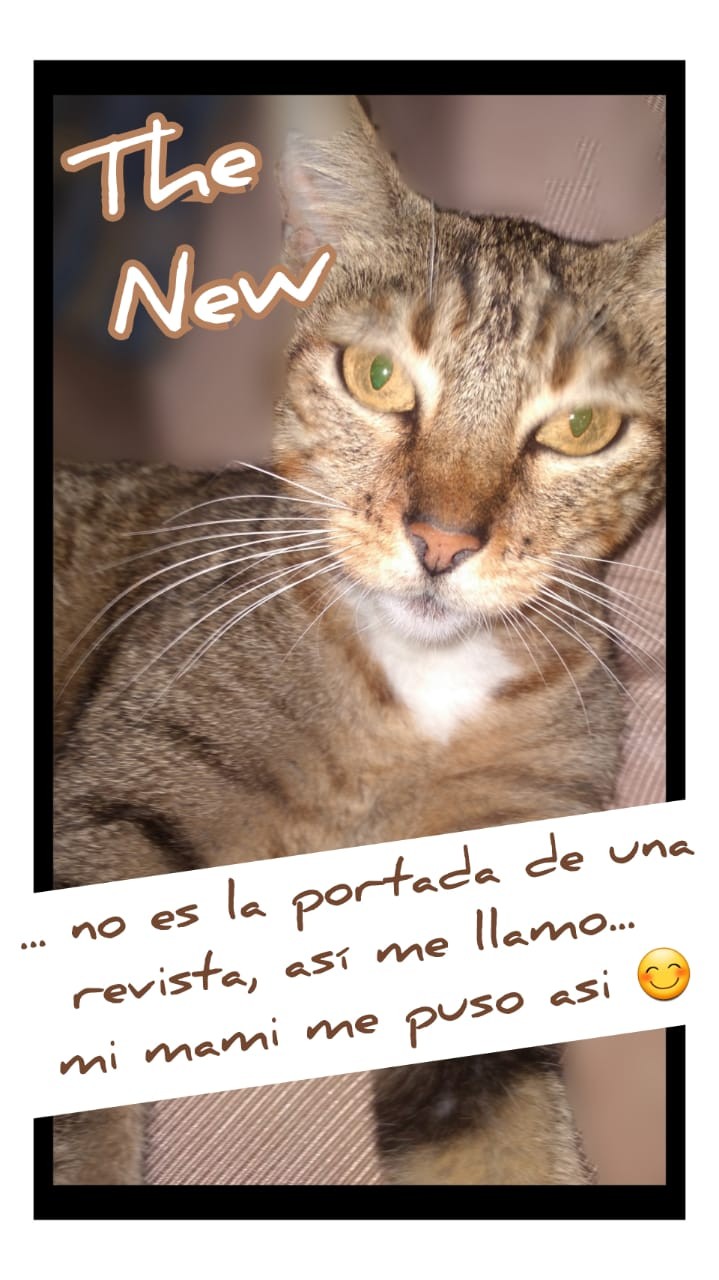 The
New
... no es la portada de una
revista, así me llamo...
mi mami me puso asi 😊